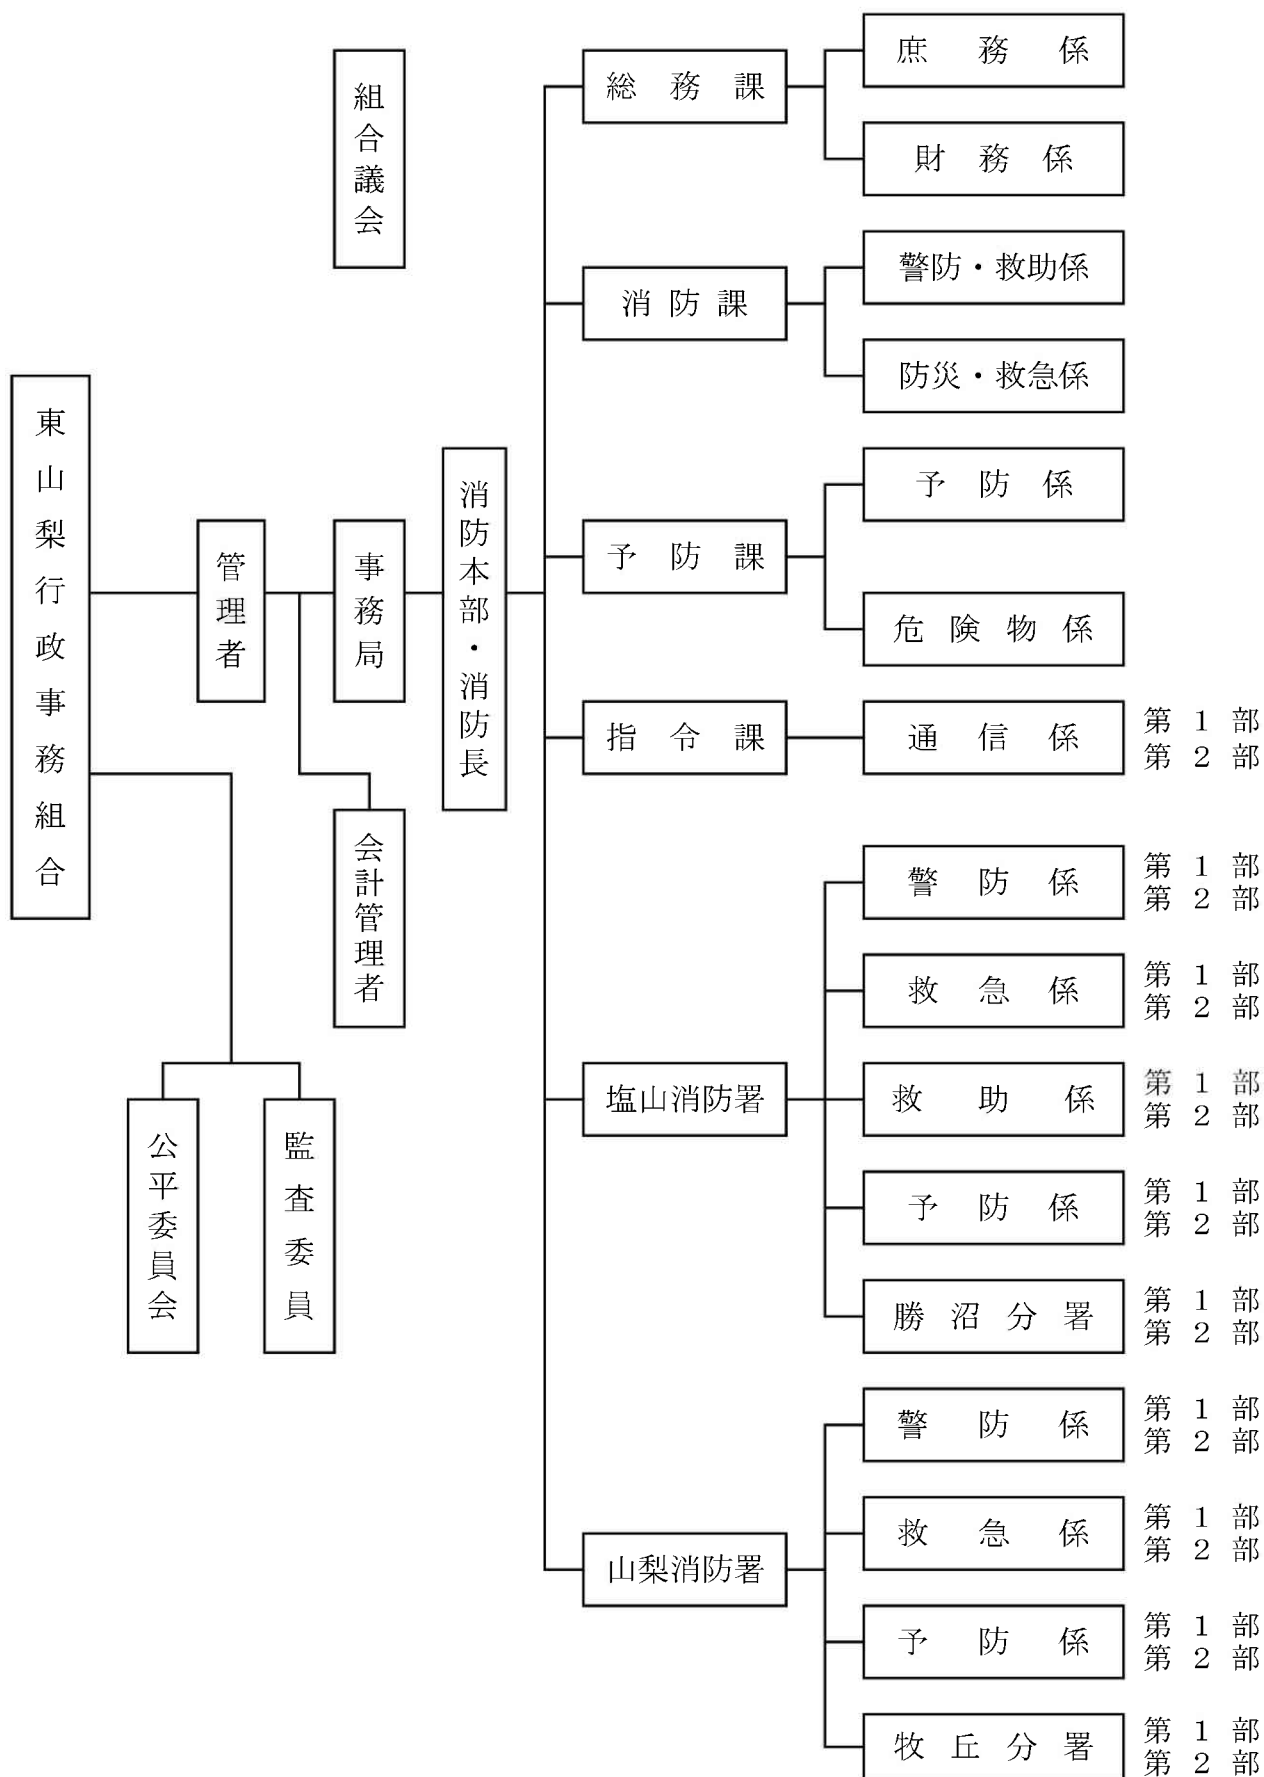 東山梨行政事務組合
管理者
組合議会
事務局
会計管理者
公平委員会
監査委員
消防本部・消防長
総務課
庶務係
財務係
消防課
警防・救助係
防災・救急係
予防課
予防係
危険物係
指令課
通信係
第1部
第2部
塩山消防署
警防係
第1部
第2部
救急係
第1部
第2部
救助係
第1部
第2部
予防係
第1部
第2部
勝沼分署
第1部
第2部
山梨消防署
警防係
第1部
第2部
救急係
第1部
第2部
予防係
第1部
第2部
牧丘分署
第1部
第2部